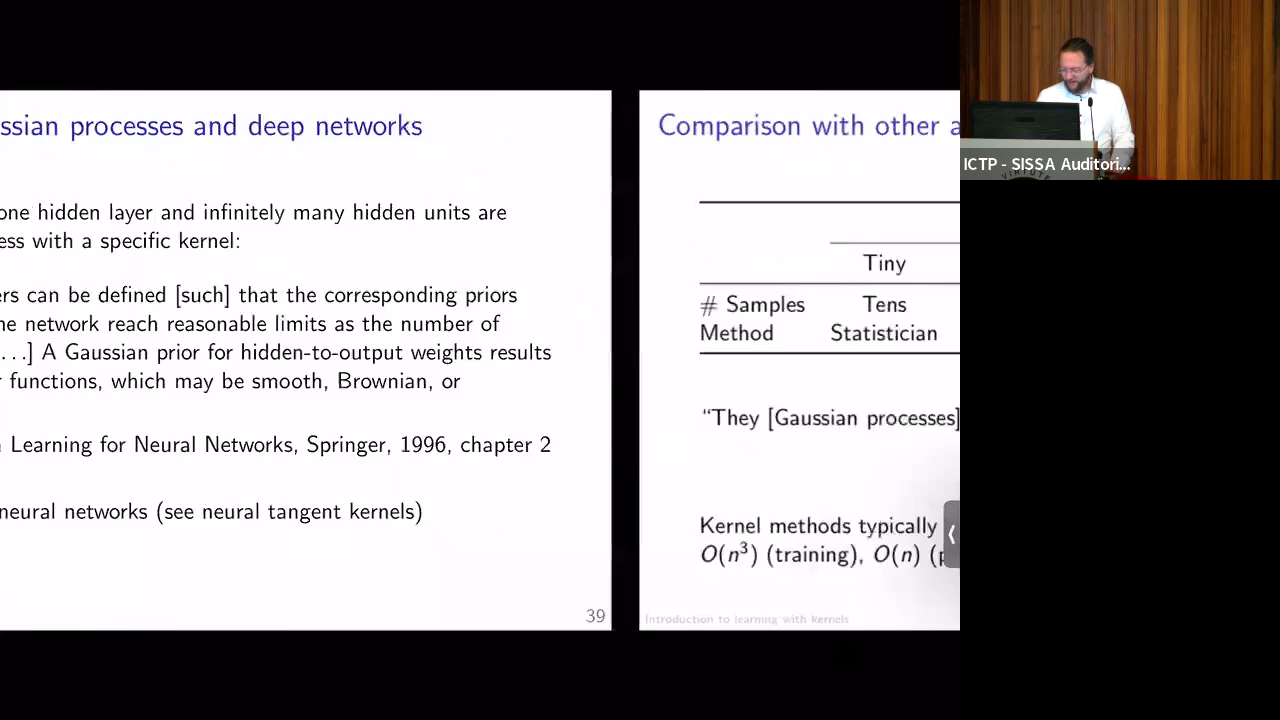 ssian processes and deep networks
one hidden layer and infinitely many hidden units are
ess with a specific kernel:
ers can be defined [such] that the corresponding priors
ne network reach reasonable limits as the number of
. . .] A Gaussian prior for hidden-to-output weights results
r functions, which may be smooth, Brownian, or
n Learning for Neural Networks, Springer, 1996, chapter 2
neural networks (see neural tangent kernels)
39
Comparison with other a
Tiny
# Samples Tens
Method Statistician
“They [Gaussian processes]
Kernel methods typically
O(n³) (training), O(n) (p
Introduction to learning with kernels
ICTP - SISSA Auditori...
VIRTUTE